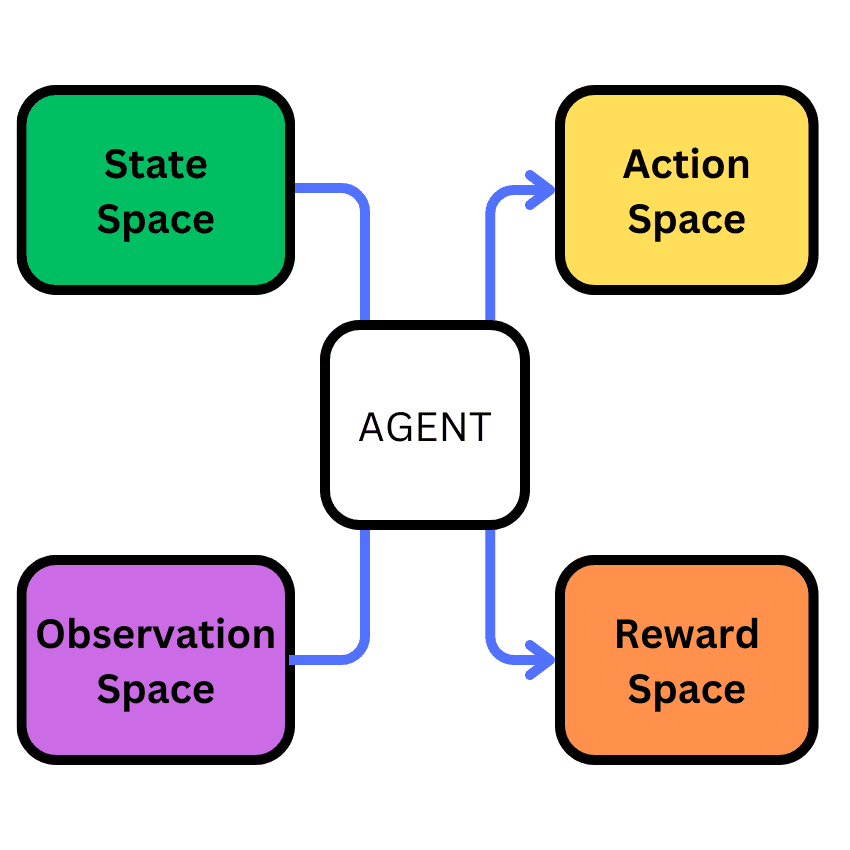 State
Space
Action
Space
AGENT
Observation
Space
Reward
Space